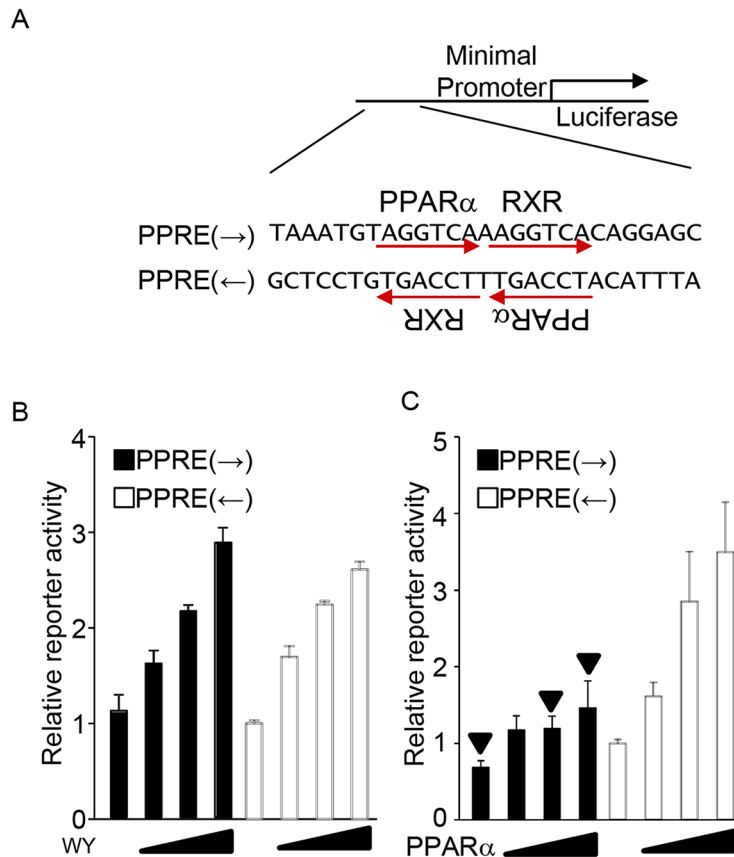 A
Minimal
Promoter
Luciferase
PPARα RXR
PPRE(→) TAAATGTAGGTCAAAGGTCACAGGAGC
PPRE(←) GCTCCTGTGACCTTTGACCTACATTTA
RXR PPARα
B
4
3
2
1
0
Relative reporter activity
PPRE(→)
PPRE(←)
WY
C
5
4
3
2
1
0
Relative reporter activity
PPRE(→)
PPRE(←)
PPARα